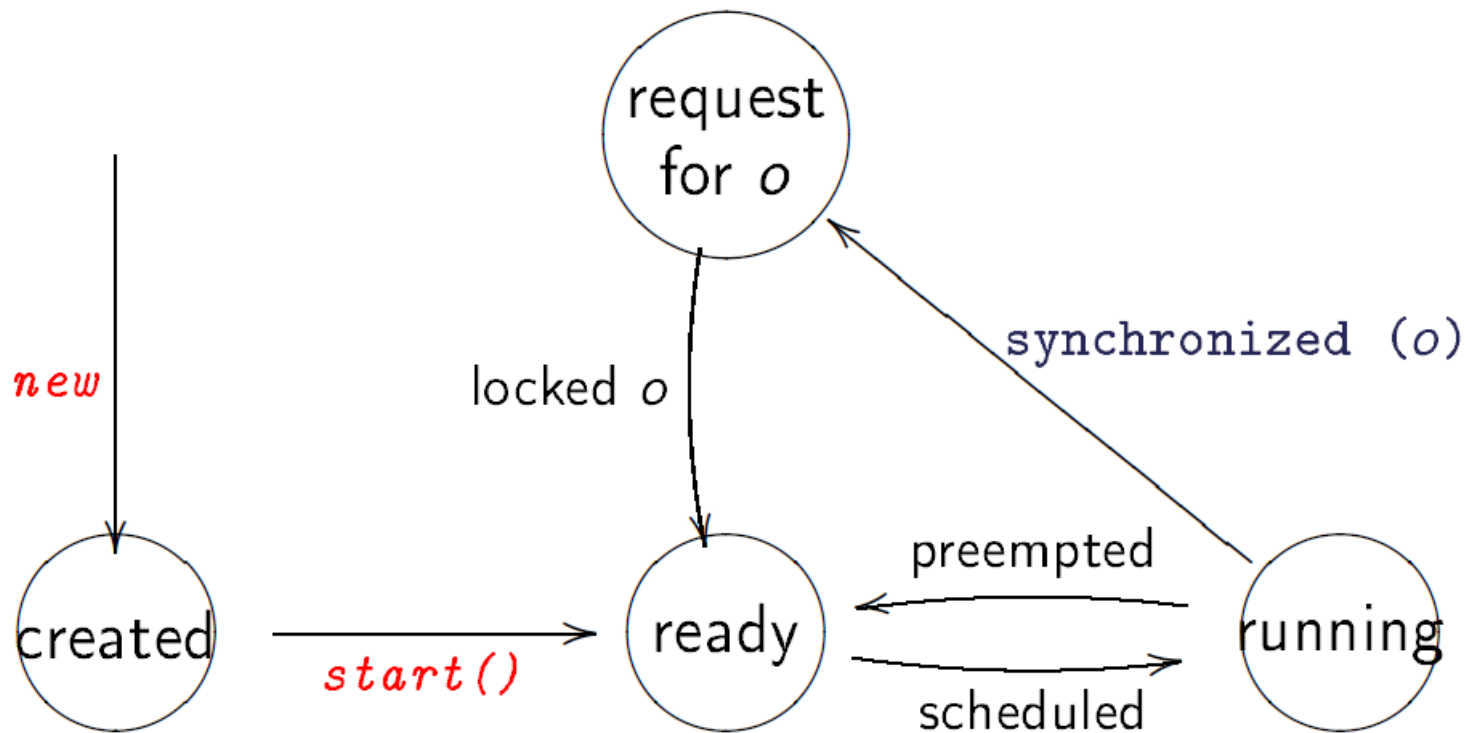 request
for o
synchronized (o)
new
locked o
preempted
created
ready
running
start()
scheduled